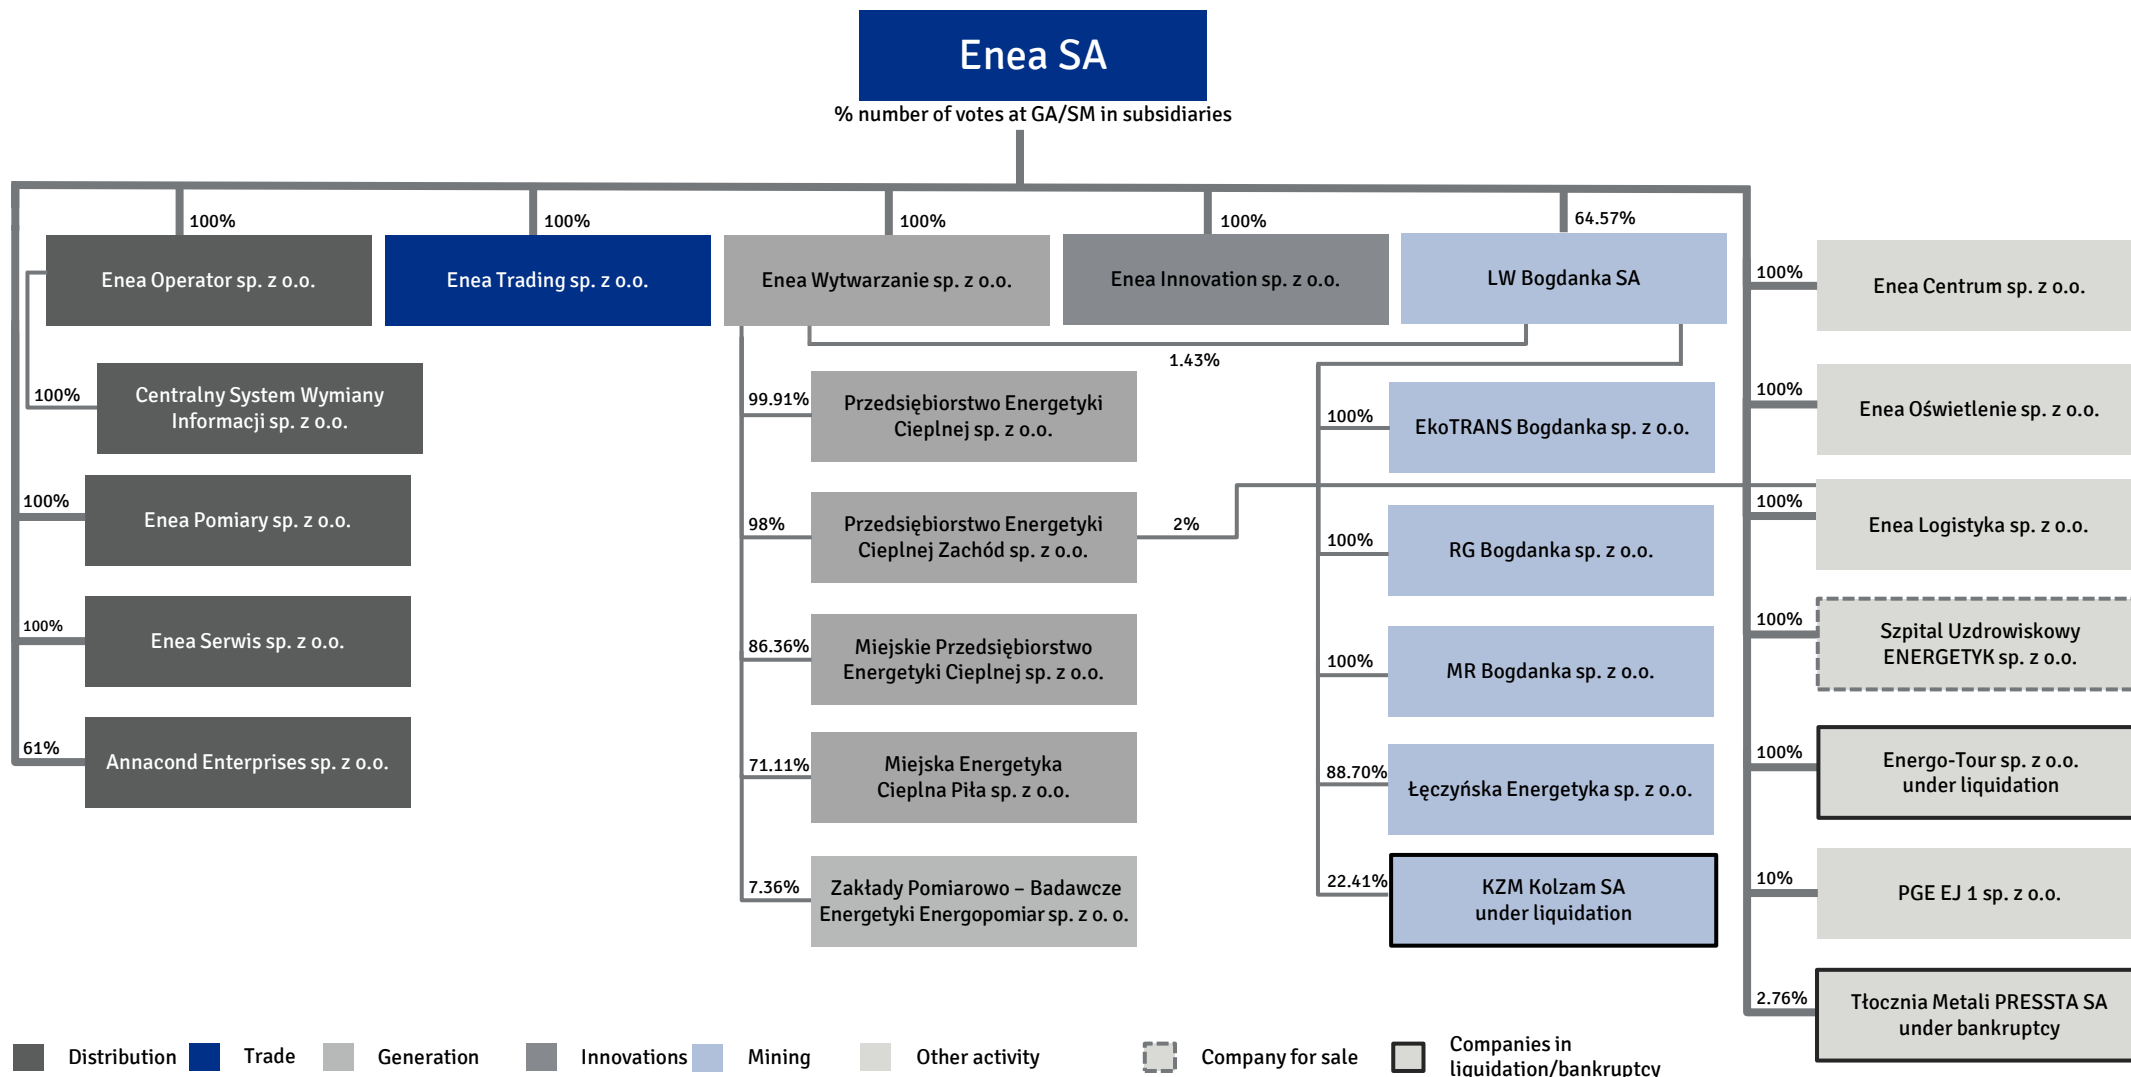 Enea SA
% number of votes at GA/SM in subsidiaries
100%
100%
100%
100%
64.57%
Enea Operator sp. z o.o.
Enea Trading sp. z o.o.
Enea Wytwarzanie sp. z o.o.
Enea Innovation sp. z o.o.
LW Bogdanka SA
1.43%
100%
Centralny System Wymiany
Informacji sp. z o.o.
100%
Enea Pomiary sp. z o.o.
100%
Enea Serwis sp. z o.o.
61%
Annacond Enterprises sp. z o.o.
99.91%
Przedsiębiorstwo Energetyki
Cieplnej sp. z o.o.
98%
Przedsiębiorstwo Energetyki
Cieplnej Zachód sp. z o.o.
2%
86.36%
Miejskie Przedsiębiorstwo
Energetyki Cieplnej sp. z o.o.
71.11%
Miejska Energetyka
Cieplna Piła sp. z o.o.
7.36%
Zakłady Pomiarowo – Badawcze
Energetyki Energopomiar sp. z o. o.
100%
EkoTRANS Bogdanka sp. z o.o.
100%
RG Bogdanka sp. z o.o.
100%
MR Bogdanka sp. z o.o.
88.70%
Łęczyńska Energetyka sp. z o.o.
22.41%
KZM Kolzam SA
under liquidation
100%
Enea Centrum sp. z o.o.
100%
Enea Oświetlenie sp. z o.o.
100%
Enea Logistyka sp. z o.o.
100%
Szpital Uzdrowiskowy
ENERGETYK sp. z o.o.
100%
Energo-Tour sp. z o.o.
under liquidation
10%
PGE EJ 1 sp. z o.o.
2.76%
Tłocznia Metali PRESSTA SA
under bankruptcy
Distribution
Trade
Generation
Innovations
Mining
Other activity
Company for sale
Companies in
liquidation/bankruptcy